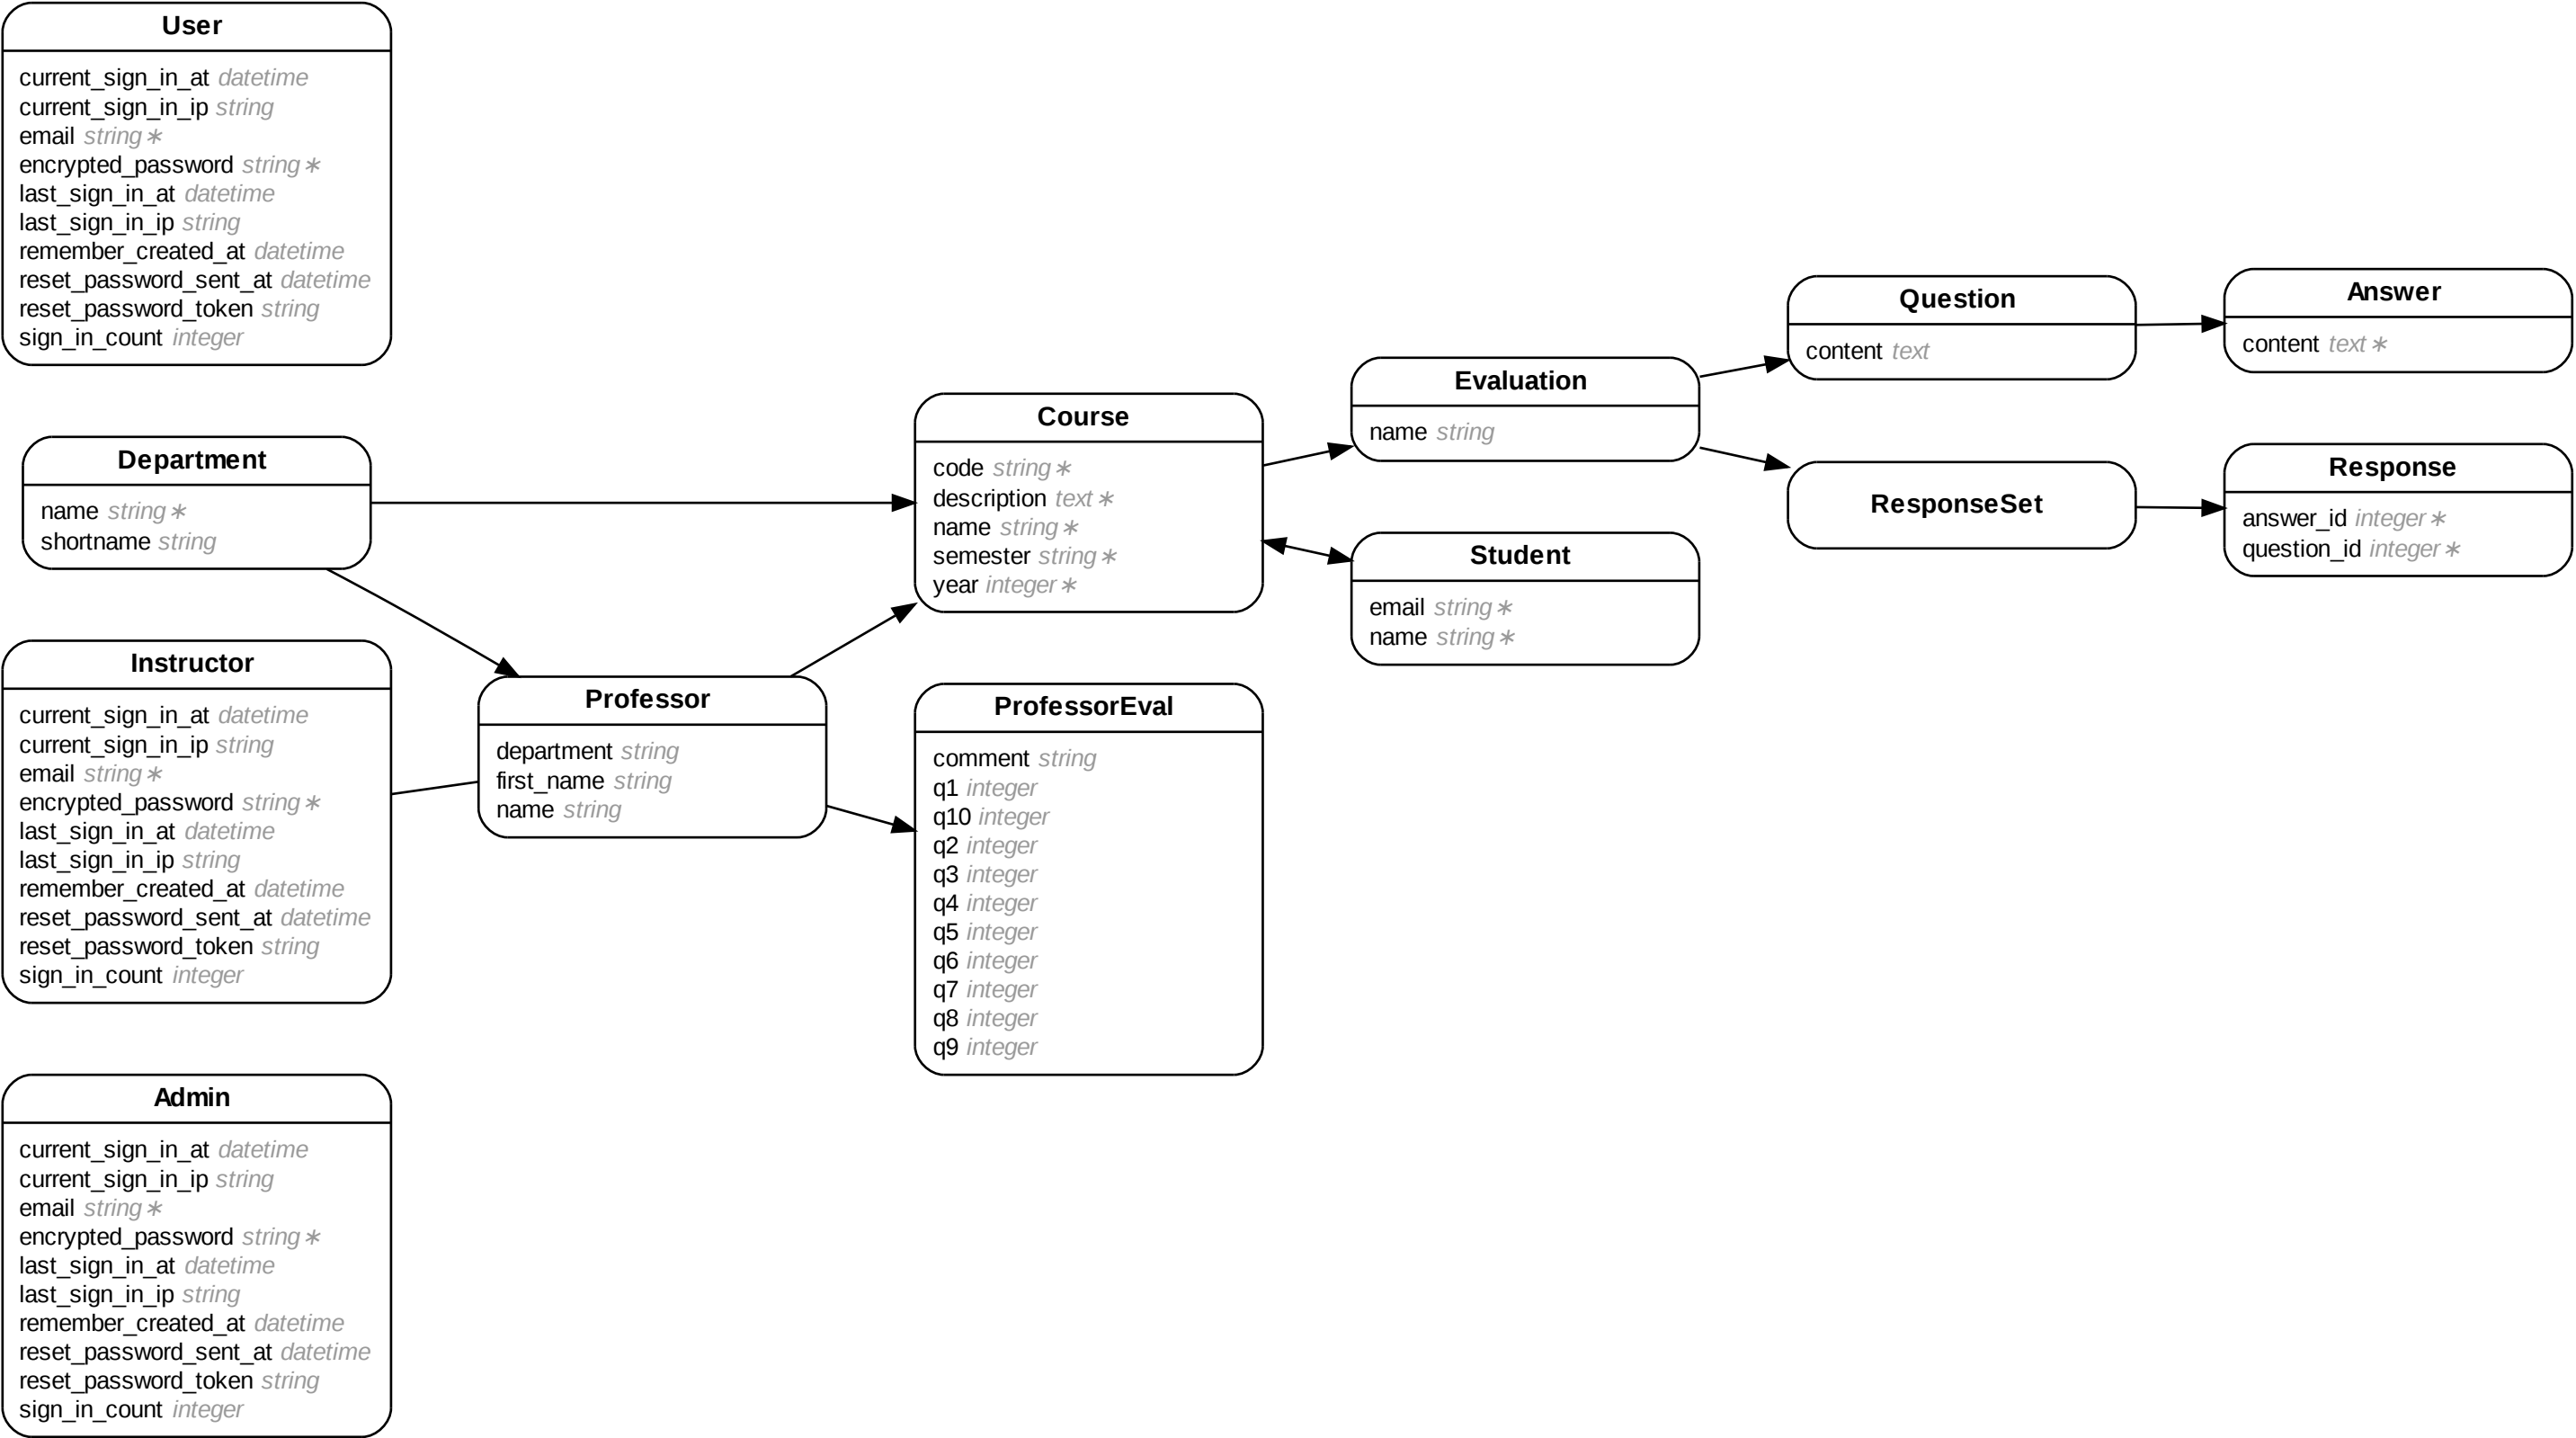 User
current_sign_in_at datetime
current_sign_in_ip string
email string∗
encrypted_password string∗
last_sign_in_at datetime
last_sign_in_ip string
remember_created_at datetime
reset_password_sent_at datetime
reset_password_token string
sign_in_count integer
Department
name string∗
shortname string
Instructor
current_sign_in_at datetime
current_sign_in_ip string
email string∗
encrypted_password string∗
last_sign_in_at datetime
last_sign_in_ip string
remember_created_at datetime
reset_password_sent_at datetime
reset_password_token string
sign_in_count integer
Admin
current_sign_in_at datetime
current_sign_in_ip string
email string∗
encrypted_password string∗
last_sign_in_at datetime
last_sign_in_ip string
remember_created_at datetime
reset_password_sent_at datetime
reset_password_token string
sign_in_count integer
Professor
department string
first_name string
name string
Course
code string∗
description text∗
name string∗
semester string∗
year integer∗
ProfessorEval
comment string
q1 integer
q10 integer
q2 integer
q3 integer
q4 integer
q5 integer
q6 integer
q7 integer
q8 integer
q9 integer
Evaluation
name string
Student
email string∗
name string∗
Question
content text
ResponseSet
Answer
content text∗
Response
answer_id integer∗
question_id integer∗